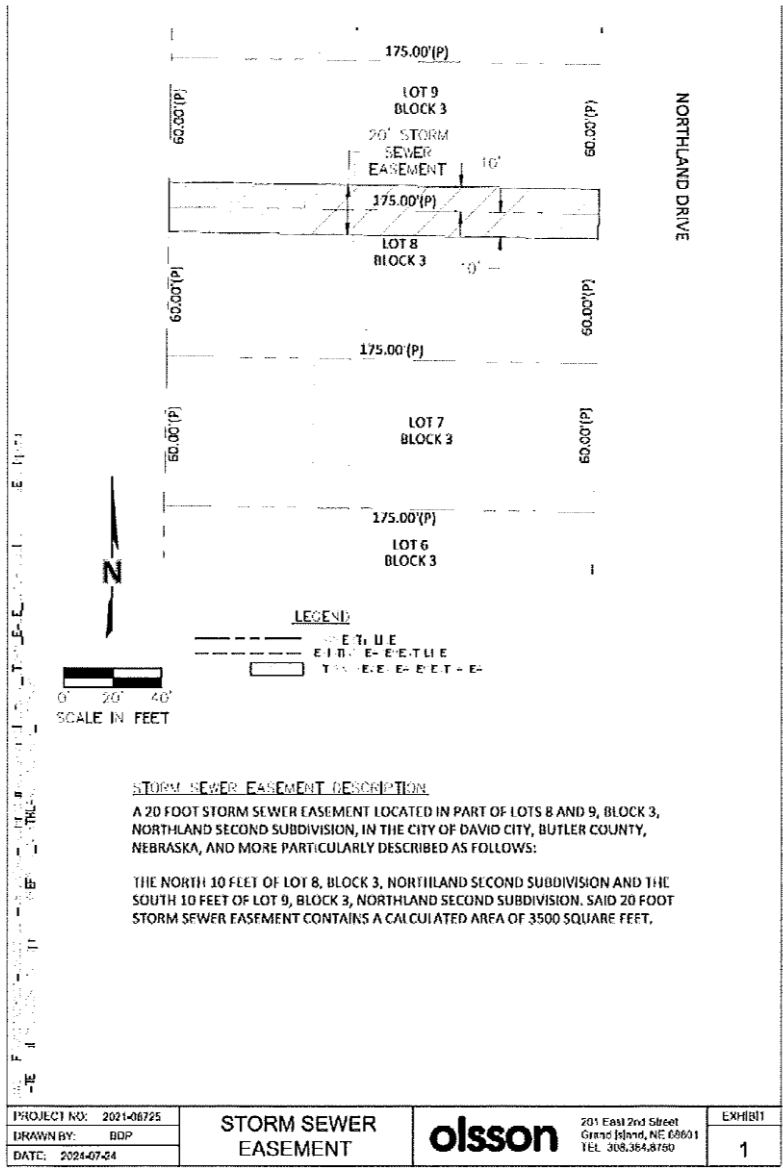 175.00'(P)
LOT 9
BLOCK 3
60.00'(P)
60.00'(P)
NORTHLAND DRIVE
20' STORM
SEWER
EASEMENT
10'
175.00'(P)
LOT 8
BLOCK 3
10'
60.00'(P)
60.00'(P)
175.00'(P)
LOT 7
BLOCK 3
60.00'(P)
60.00'(P)
175.00'(P)
LOT 6
BLOCK 3
N
LEGEND
0' 20' 40'
SCALE IN FEET
STORM SEWER EASEMENT DESCRIPTION
A 20 FOOT STORM SEWER EASEMENT LOCATED IN PART OF LOTS 8 AND 9, BLOCK 3,
NORTHLAND SECOND SUBDIVISION, IN THE CITY OF DAVID CITY, BUTLER COUNTY,
NEBRASKA, AND MORE PARTICULARLY DESCRIBED AS FOLLOWS:
THE NORTH 10 FEET OF LOT 8, BLOCK 3, NORTHLAND SECOND SUBDIVISION AND THE
SOUTH 10 FEET OF LOT 9, BLOCK 3, NORTHLAND SECOND SUBDIVISION. SAID 20 FOOT
STORM SEWER EASEMENT CONTAINS A CALCULATED AREA OF 3500 SQUARE FEET.
PROJECT NO: 2021-06725
DRAWN BY: BDP
DATE: 2024-07-24
STORM SEWER
EASEMENT
olsson
201 East 2nd Street
Grand Island, NE 68801
TEL 308.384.8750
EXHIBIT
1